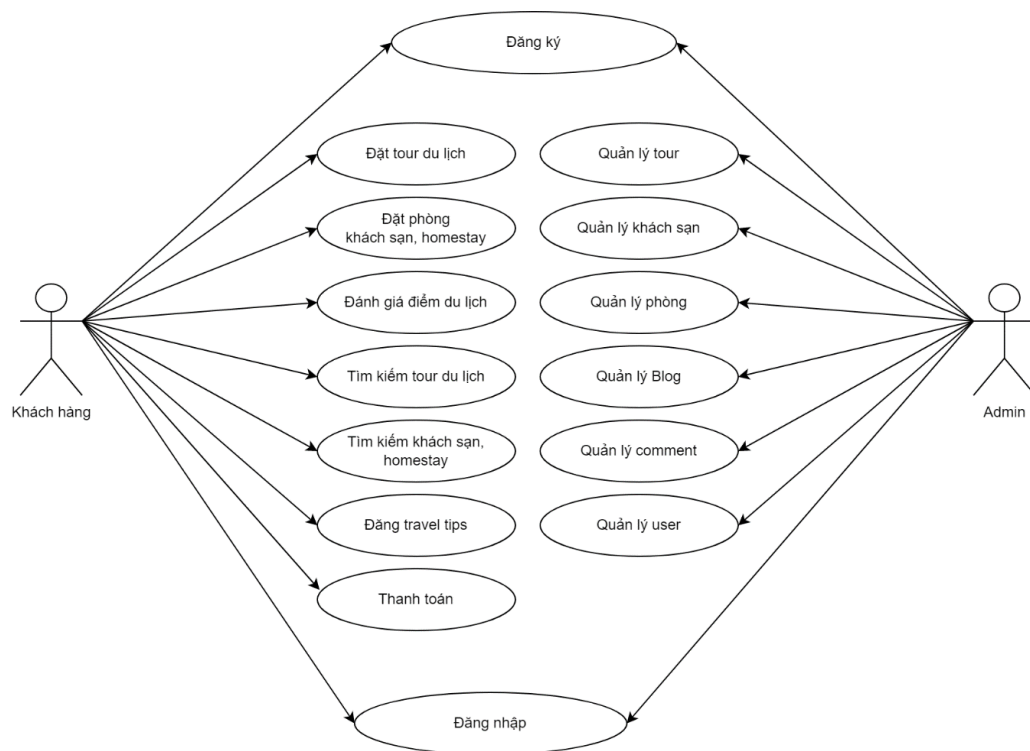 Đăng ký
Đặt tour du lịch
Quản lý tour
Đặt phòng
khách sạn, homestay
Quản lý khách sạn
Đánh giá điểm du lịch
Quản lý phòng
Tìm kiếm tour du lịch
Quản lý Blog
Khách hàng
Admin
Tìm kiếm khách sạn,
homestay
Quản lý comment
Đăng travel tips
Quản lý user
Thanh toán
Đăng nhập